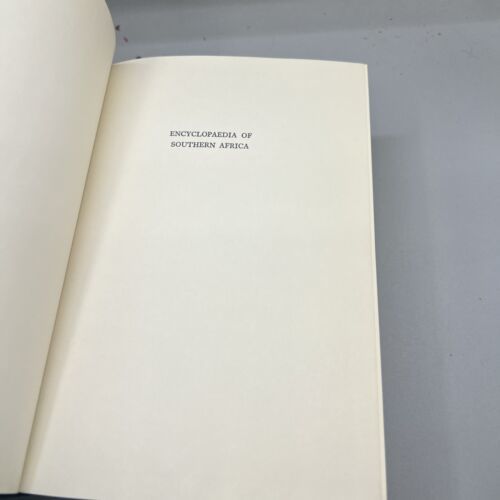 ENCYCLOPAEDIA OF
SOUTHERN AFRICA